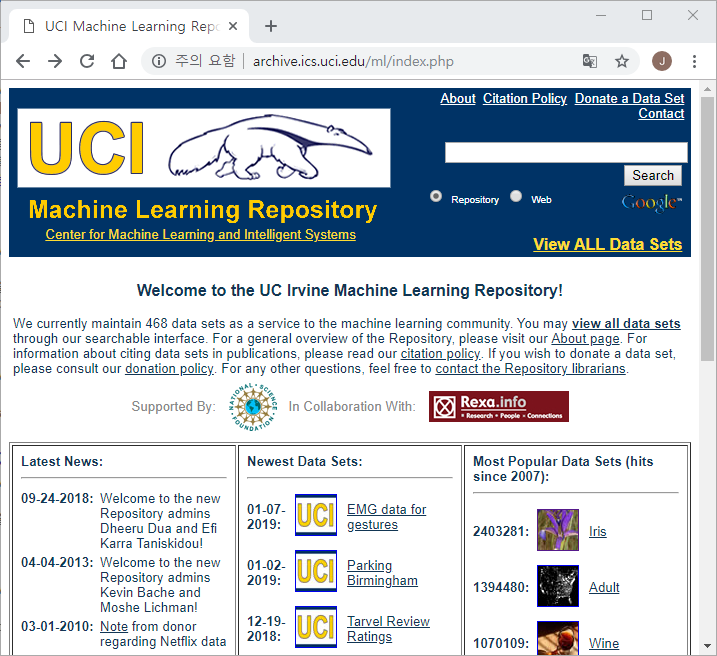 UCI Machine Learning Repo
주의 요함
archive.ics.uci.edu/ml/index.php
J
About Citation Policy Donate a Data Set
Contact
UCI
Search
Repository Web
Google™
Machine Learning Repository
Center for Machine Learning and Intelligent Systems
View ALL Data Sets
Welcome to the UC Irvine Machine Learning Repository!
We currently maintain 468 data sets as a service to the machine learning community. You may view all data sets
through our searchable interface. For a general overview of the Repository, please visit our About page. For
information about citing data sets in publications, please read our citation policy. If you wish to donate a data set,
please consult our donation policy. For any other questions, feel free to contact the Repository librarians.
Supported By:
NATIONAL SCIENCE FOUNDATION
In Collaboration With:
Rexa.info
• Research • People • Connections
Latest News:
09-24-2018: Welcome to the new
Repository admins
Dheeru Dua and Efi
Karra Taniskidou!
04-04-2013: Welcome to the new
Repository admins
Kevin Bache and
Moshe Lichman!
03-01-2010: Note from donor
regarding Netflix data
Newest Data Sets:
01-07-
2019:
UCI
EMG data for
gestures
01-02-
2019:
UCI
Parking
Birmingham
12-19-
2018:
UCI
Tarvel Review
Ratings
Most Popular Data Sets (hits
since 2007):
2403281: Iris
1394480: Adult
1070109: Wine